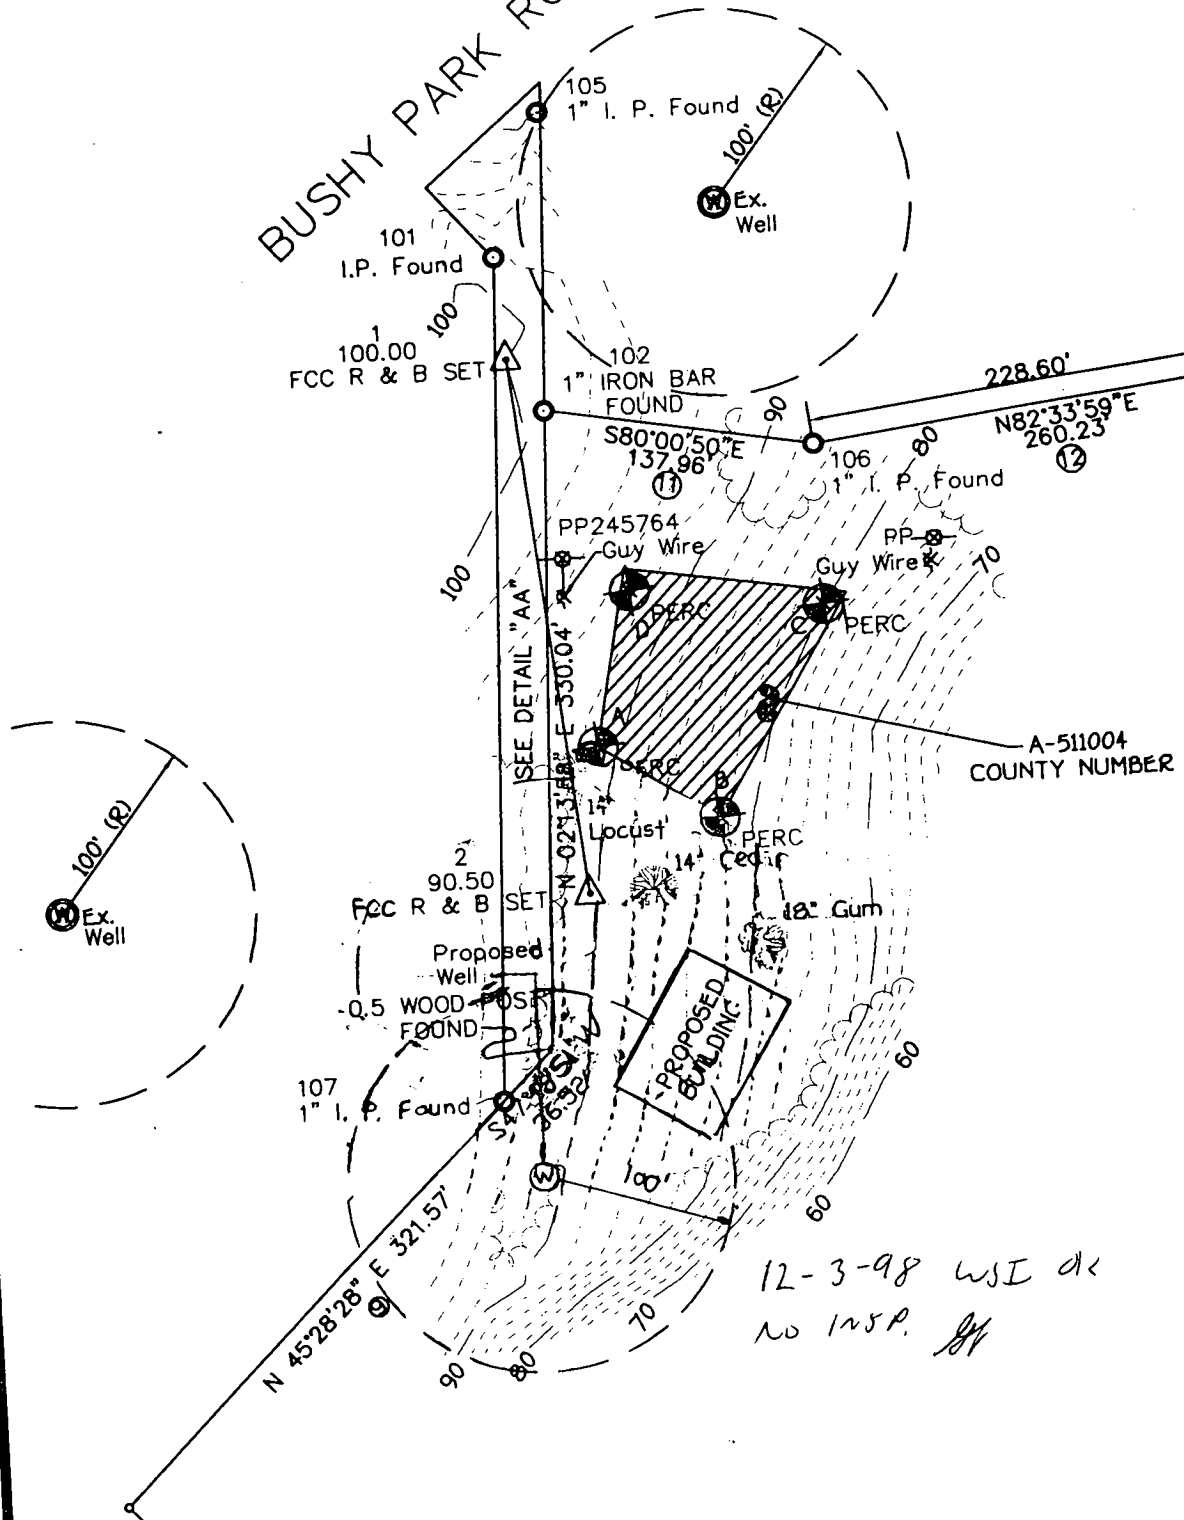 BUSHY PARK
105
1" I. P. Found
100' (R)
W
Ex.
Well
101
I.P. Found
100
1
100.00
FCC R & B SET
102
1" IRON BAR
FOUND
228.60'
N82°33'59"E
260.23'
12
90
80
S80°00'50"E
137.96'
11
106
1" I. P. Found
PP245764
Guy Wire
PP
Guy Wire
70
100
SEE DETAIL "AA"
E 330.04'
D PERC
C PERC
A
PERC
B
PERC
A-511004
COUNTY NUMBER
Locust
14" Cedar
18" Gum
100' (R)
W
Ex.
Well
2
90.50
FCC R & B SET
Proposed
Well
0.5 WOOD POST
FOUND
PROPOSED
BUILDING
60
107
1" I. P. Found
36.92'
W
60
N 45°28'28" E 321.57'
9
70
90
80
12-3-98 WSI ok
No INSP.